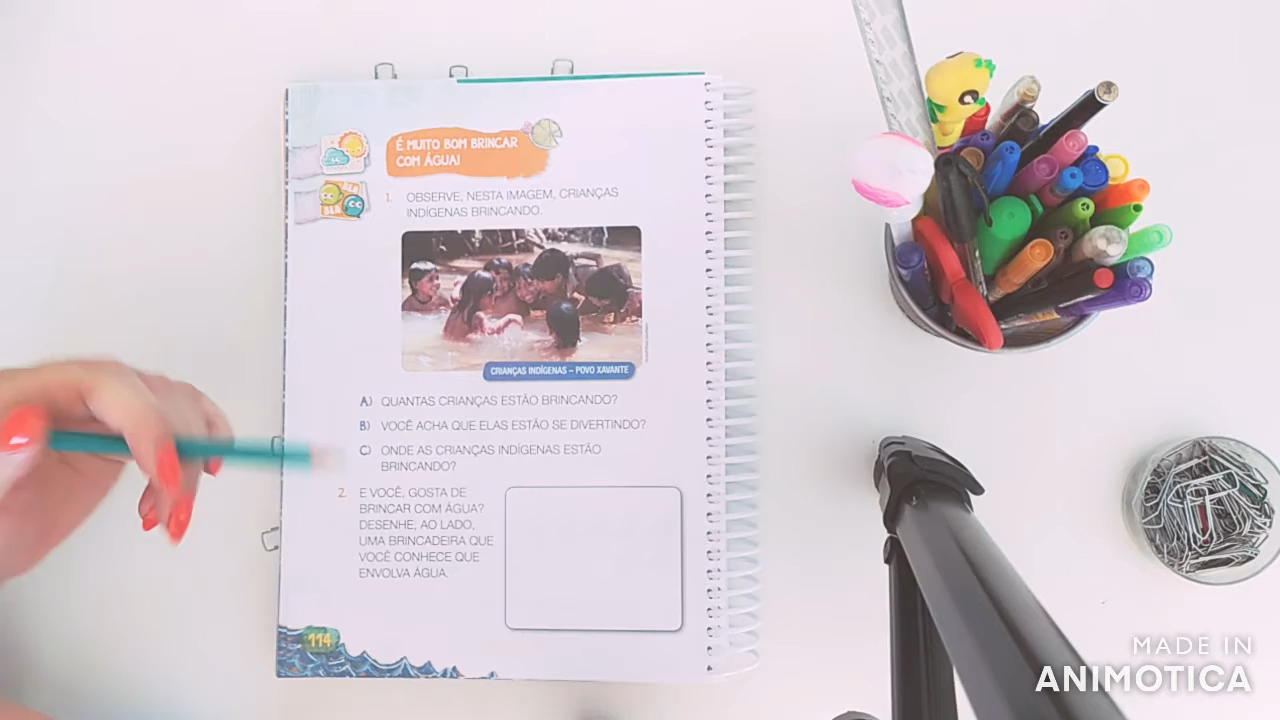 É MUITO BOM BRINCAR
COM ÁGUA!
1. OBSERVE, NESTA IMAGEM, CRIANÇAS
INDÍGENAS BRINCANDO.
CRIANÇAS INDÍGENAS – POVO XAVANTE
A) QUANTAS CRIANÇAS ESTÃO BRINCANDO?
B) VOCÊ ACHA QUE ELAS ESTÃO SE DIVERTINDO?
C) ONDE AS CRIANÇAS INDÍGENAS ESTÃO
BRINCANDO?
2. E VOCÊ, GOSTA DE
BRINCAR COM ÁGUA?
DESENHE, AO LADO,
UMA BRINCADEIRA QUE
VOCÊ CONHECE QUE
ENVOLVA ÁGUA.
114
MADE IN
ANIMOTICA